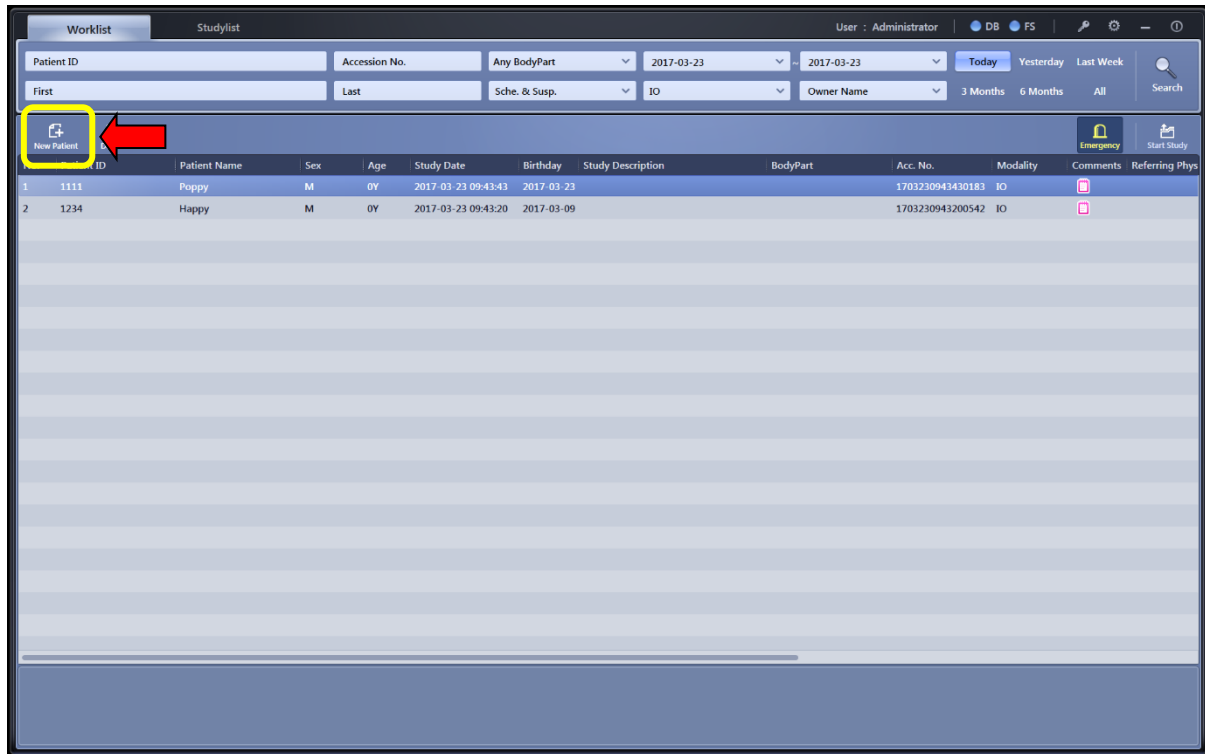 Worklist Studylist User : Administrator DB FS
Patient ID Accession No. Any BodyPart 2017-03-23 ~ 2017-03-23 Today Yesterday Last Week
First Last Sche. & Susp. IO Owner Name 3 Months 6 Months All Search
New Patient Emergency Start Study
Patient ID Patient Name Sex Age Study Date Birthday Study Description BodyPart Acc. No. Modality Comments Referring Phys
1 1111 Poppy M 0Y 2017-03-23 09:43:43 2017-03-23 1703230943430183 IO
2 1234 Happy M 0Y 2017-03-23 09:43:20 2017-03-09 1703230943200542 IO